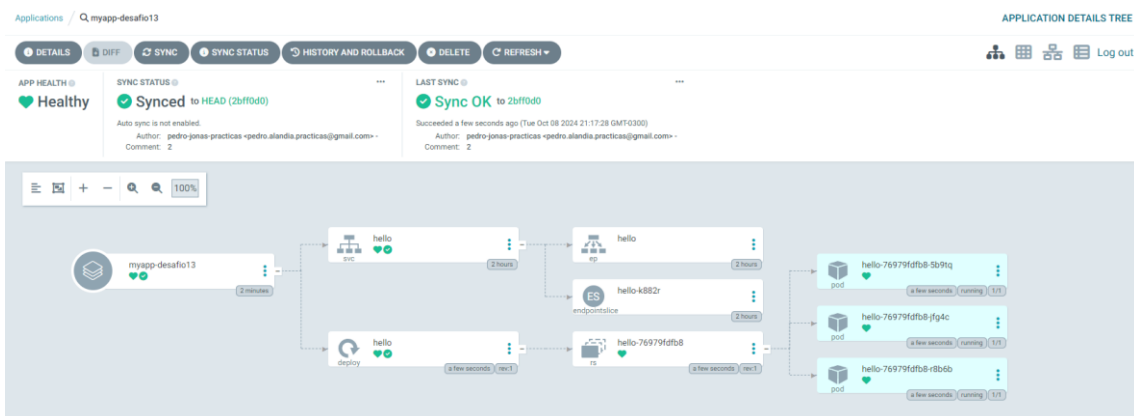 Applications / myapp-desafio13
APPLICATION DETAILS TREE
DETAILS DIFF SYNC SYNC STATUS HISTORY AND ROLLBACK DELETE REFRESH
Log out
APP HEALTH
Healthy
SYNC STATUS
Synced to HEAD (2bff0d0)
Auto sync is not enabled.
Author: pedro-jonas-practicas <pedro.alandia.practicas@gmail.com> -
Comment: 2
LAST SYNC
Sync OK to 2bff0d0
Succeeded a few seconds ago (Tue Oct 08 2024 21:17:28 GMT-0300)
Author: pedro-jonas-practicas <pedro.alandia.practicas@gmail.com> -
Comment: 2
100%
myapp-desafio13
2 minutes
hello
svc
2 hours
hello
deploy
a few seconds rev:1
hello
ep
2 hours
ES
hello-k882r
endpointslice
2 hours
hello-76979fdfb8
rs
a few seconds rev:1
hello-76979fdfb8-5b9tq
pod
a few seconds running 1/1
hello-76979fdfb8-jfg4c
pod
a few seconds running 1/1
hello-76979fdfb8-r8b6b
pod
a few seconds running 1/1